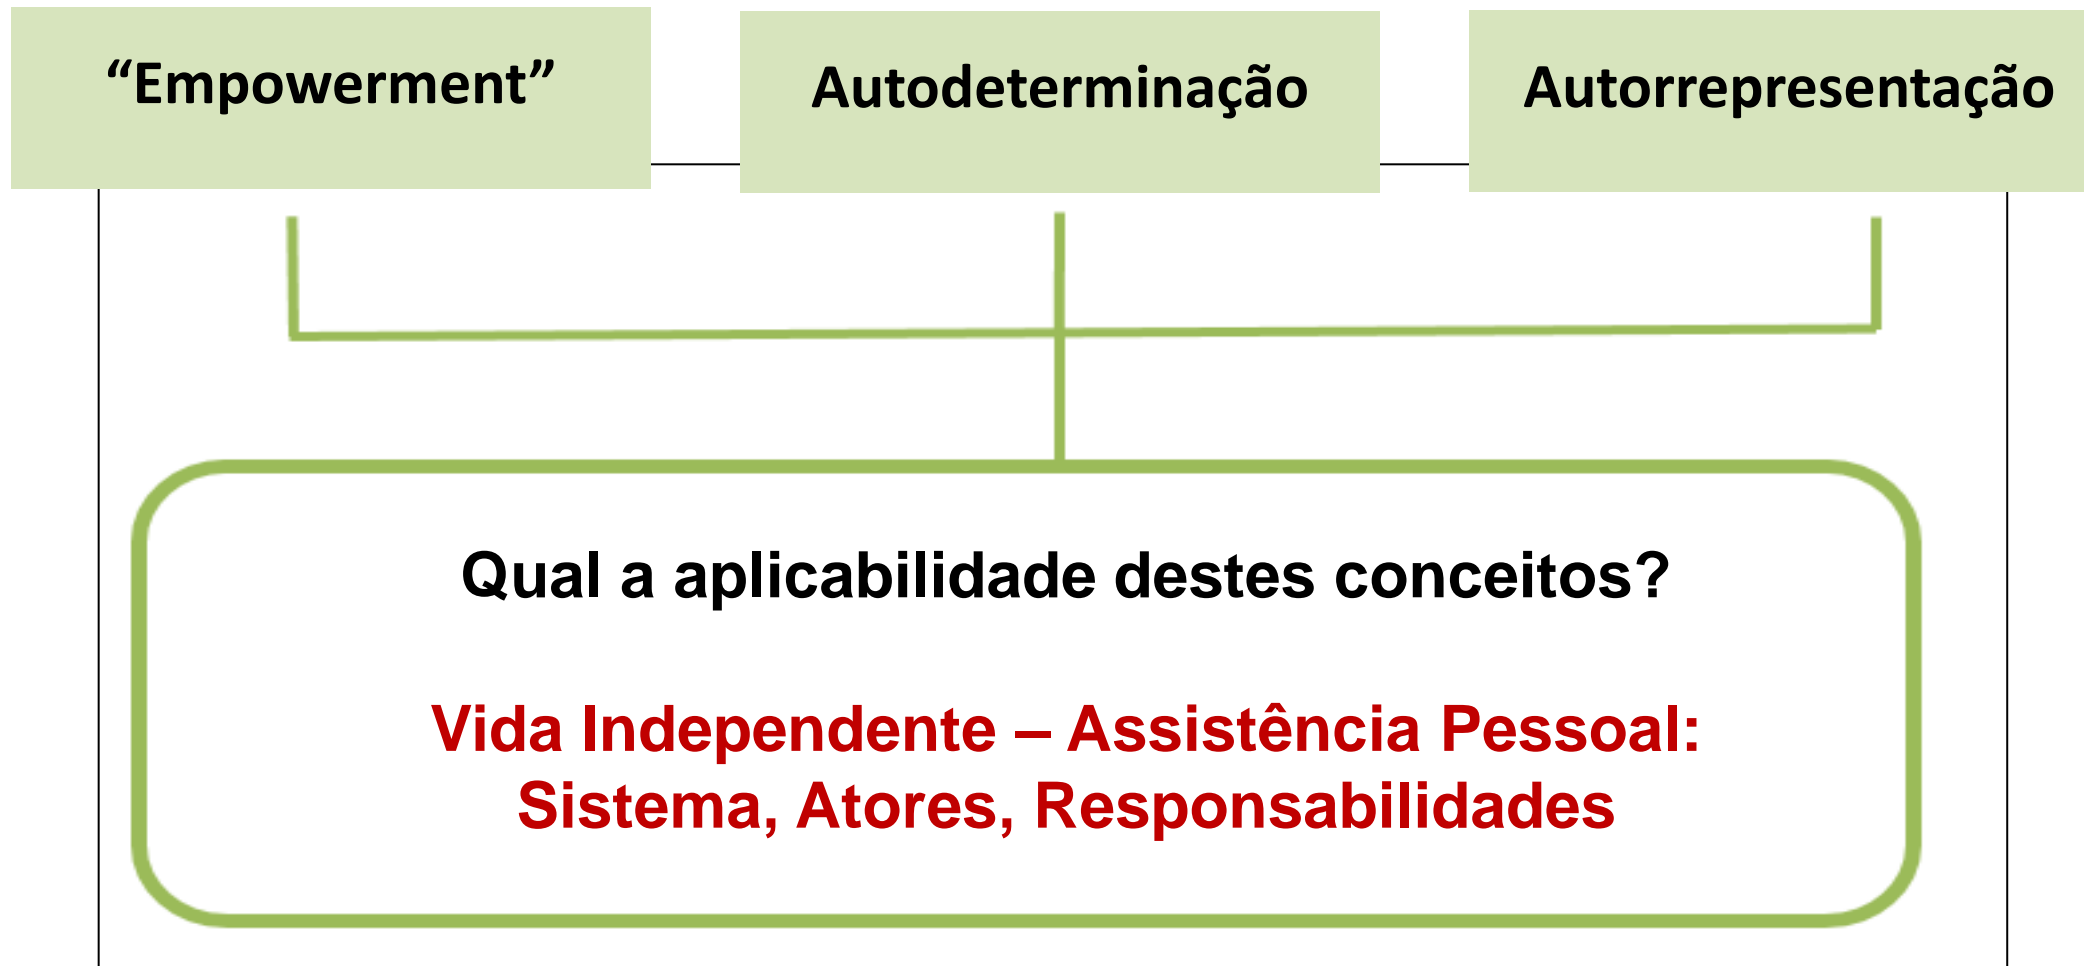 “Empowerment”
Autodeterminação
Autorrepresentação
Qual a aplicabilidade destes conceitos?
Vida Independente – Assistência Pessoal:
Sistema, Atores, Responsabilidades